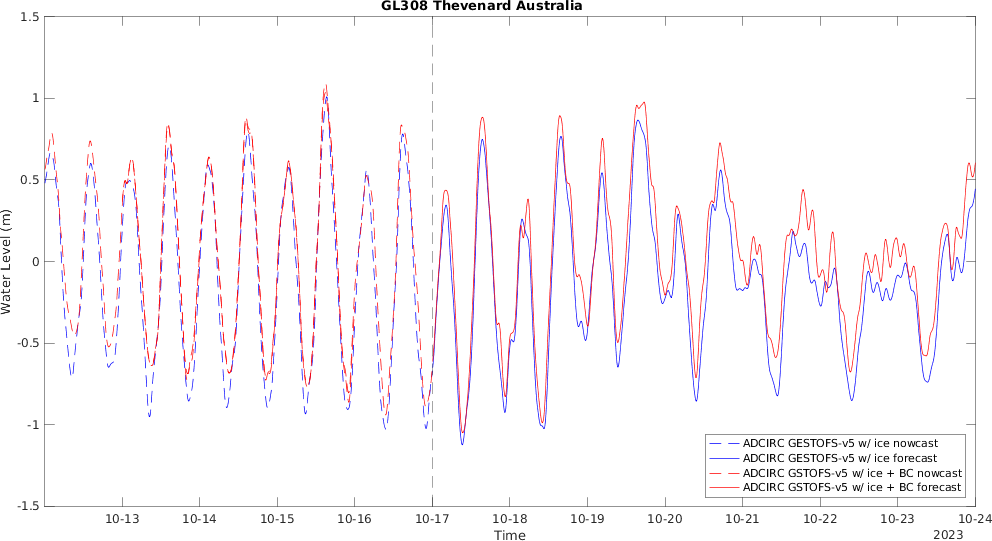 GL308 Thevenard Australia
1.5
1
0.5
0
-0.5
-1
-1.5
Water Level (m)
ADCIRC GESTOFS-v5 w/ ice nowcast
ADCIRC GESTOFS-v5 w/ ice forecast
ADCIRC GSTOFS-v5 w/ ice + BC nowcast
ADCIRC GSTOFS-v5 w/ ice + BC forecast
10-13 10-14 10-15 10-16 10-17 10-18 10-19 10-20 10-21 10-22 10-23 10-24
Time
2023